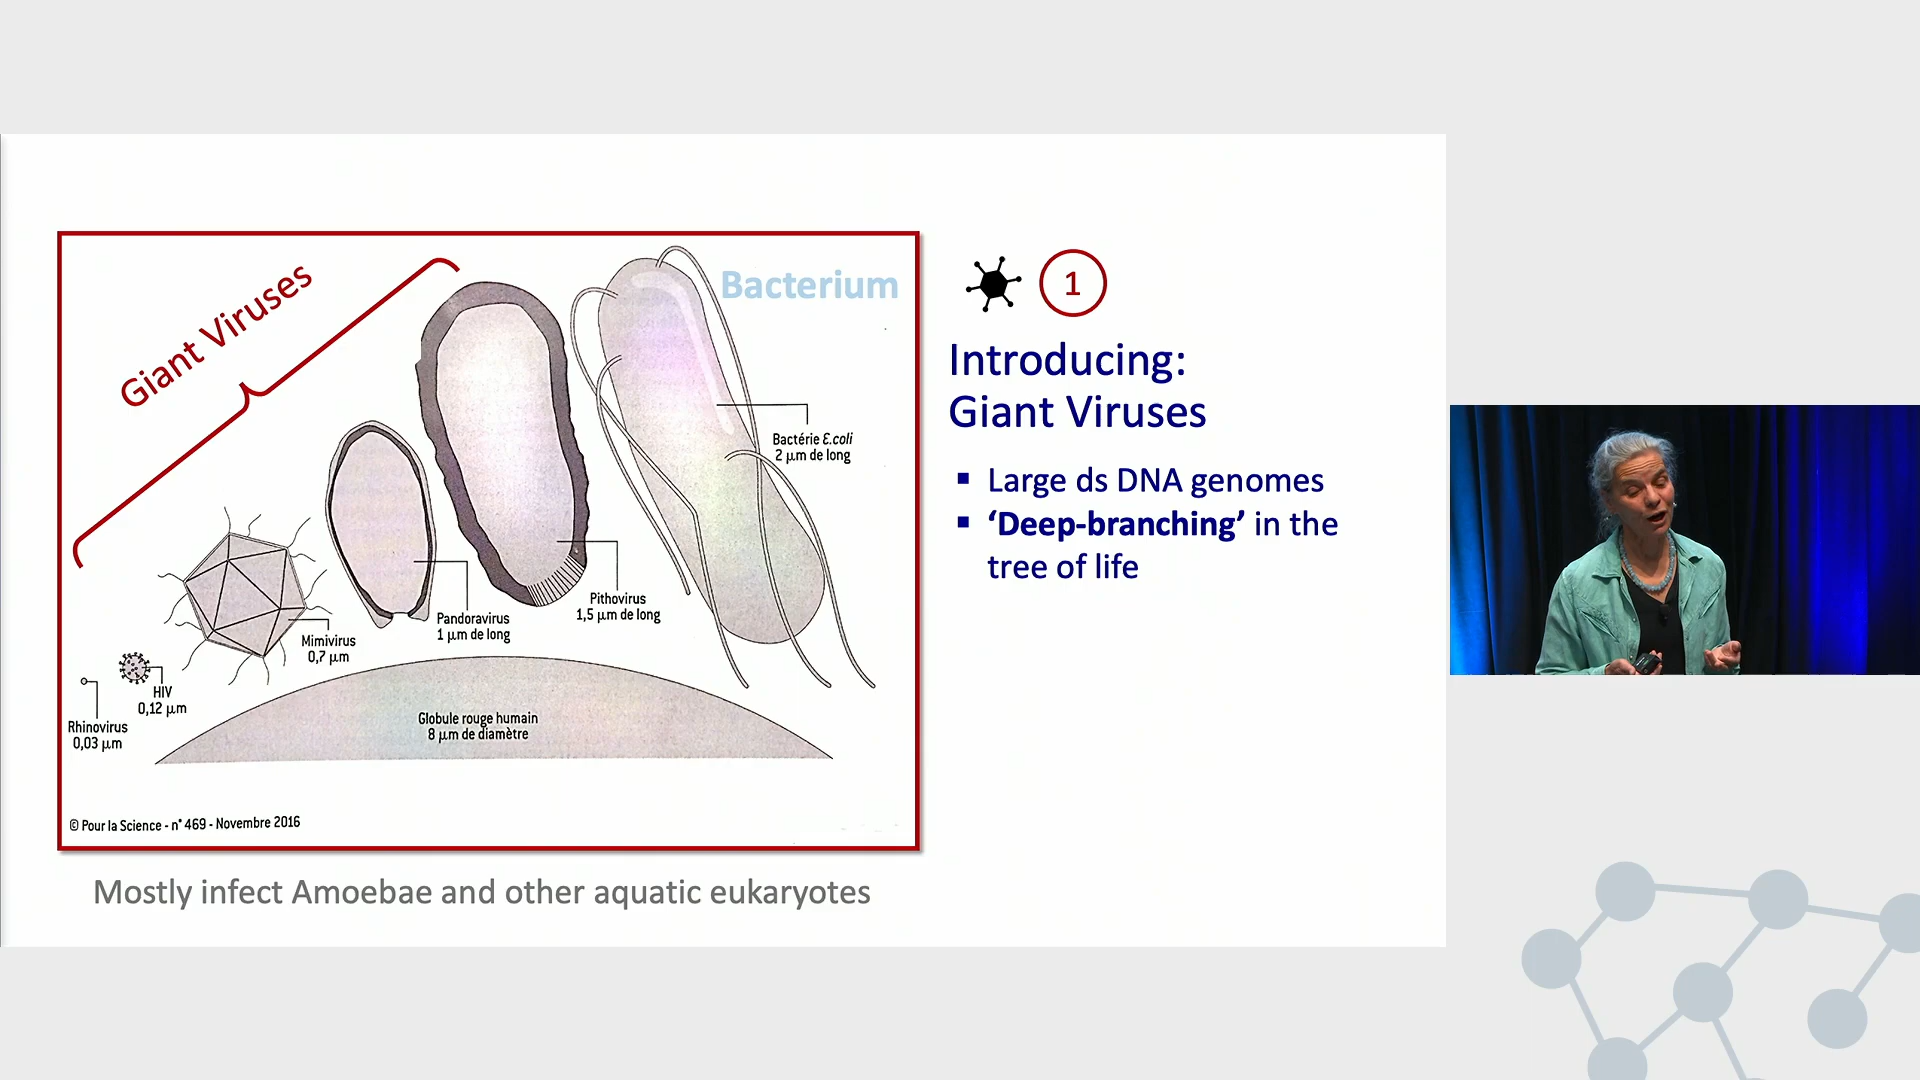 Giant Viruses
Bacterium
Bactérie E.coli
2 µm de long
Pithovirus
1,5 µm de long
Pandoravirus
1 µm de long
Mimivirus
0,7 µm
HIV
0,12 µm
Rhinovirus
0,03 µm
Globule rouge humain
8 µm de diamètre
© Pour la Science - n° 469 - Novembre 2016
Mostly infect Amoebae and other aquatic eukaryotes
1
Introducing:
Giant Viruses
▪ Large ds DNA genomes
▪ ‘Deep-branching’ in the
tree of life